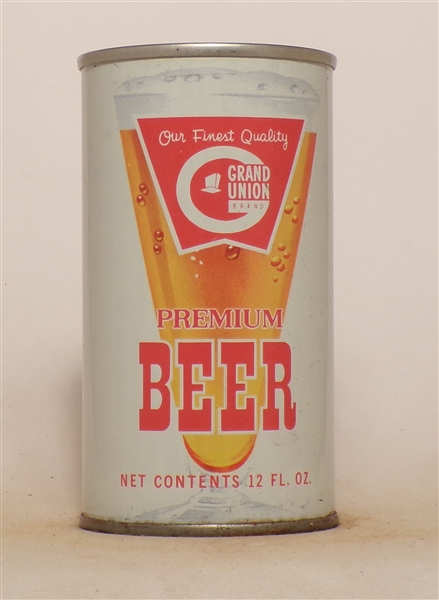 Our Finest Quality
GRAND
UNION
BRAND
PREMIUM
BEER
NET CONTENTS 12 FL. OZ.